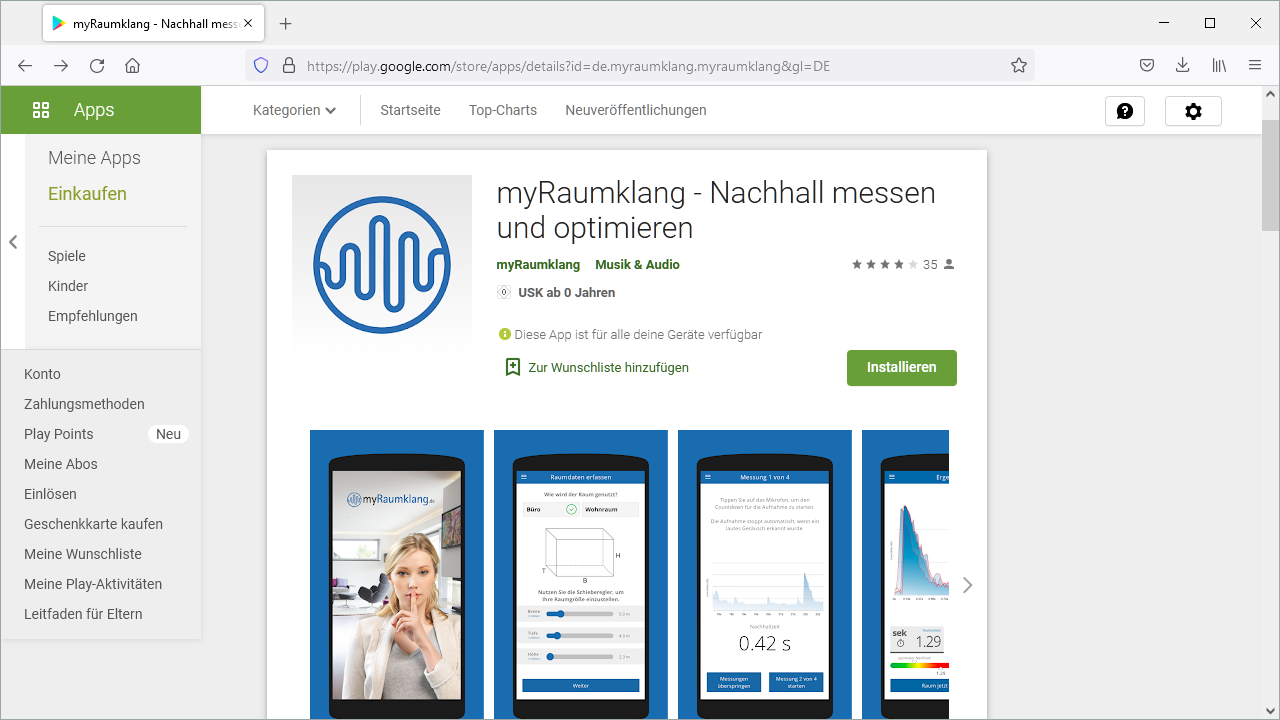 myRaumklang - Nachhall mess
https://play.google.com/store/apps/details?id=de.myraumklang.myraumklang&gl=DE
Apps
Kategorien
Startseite
Top-Charts
Neuveröffentlichungen
Meine Apps
Einkaufen
Spiele
Kinder
Empfehlungen
Konto
Zahlungsmethoden
Play Points
Neu
Meine Abos
Einlösen
Geschenkkarte kaufen
Meine Wunschliste
Meine Play-Aktivitäten
Leitfaden für Eltern
myRaumklang - Nachhall messen
und optimieren
myRaumklang
Musik & Audio
35
0
USK ab 0 Jahren
Diese App ist für alle deine Geräte verfügbar
Zur Wunschliste hinzufügen
Installieren
myRaumklang.de
Raumdaten erfassen
Wie wird der Raum genutzt?
Büro
Wohnraum
H
T
B
Nutzen Sie die Schieberegler, um
Ihre Raumgröße einzustellen.
Breite
5.0 m
Tiefe
4.0 m
Höhe
2.3 m
Weiter
Messung 1 von 4
Tippen Sie auf das Mikrofon, um den
Countdown für die Aufnahme zu starten.
Die Aufnahme stoppt automatisch, wenn ein
lautes Geräusch erkannt wurde.
Nachhallzeit
0.42 s
Messungen
überspringen
Messung 2 von 4
starten
Erge
sek
1.29
optimaler Nachhall
1.29
Raum jetzt